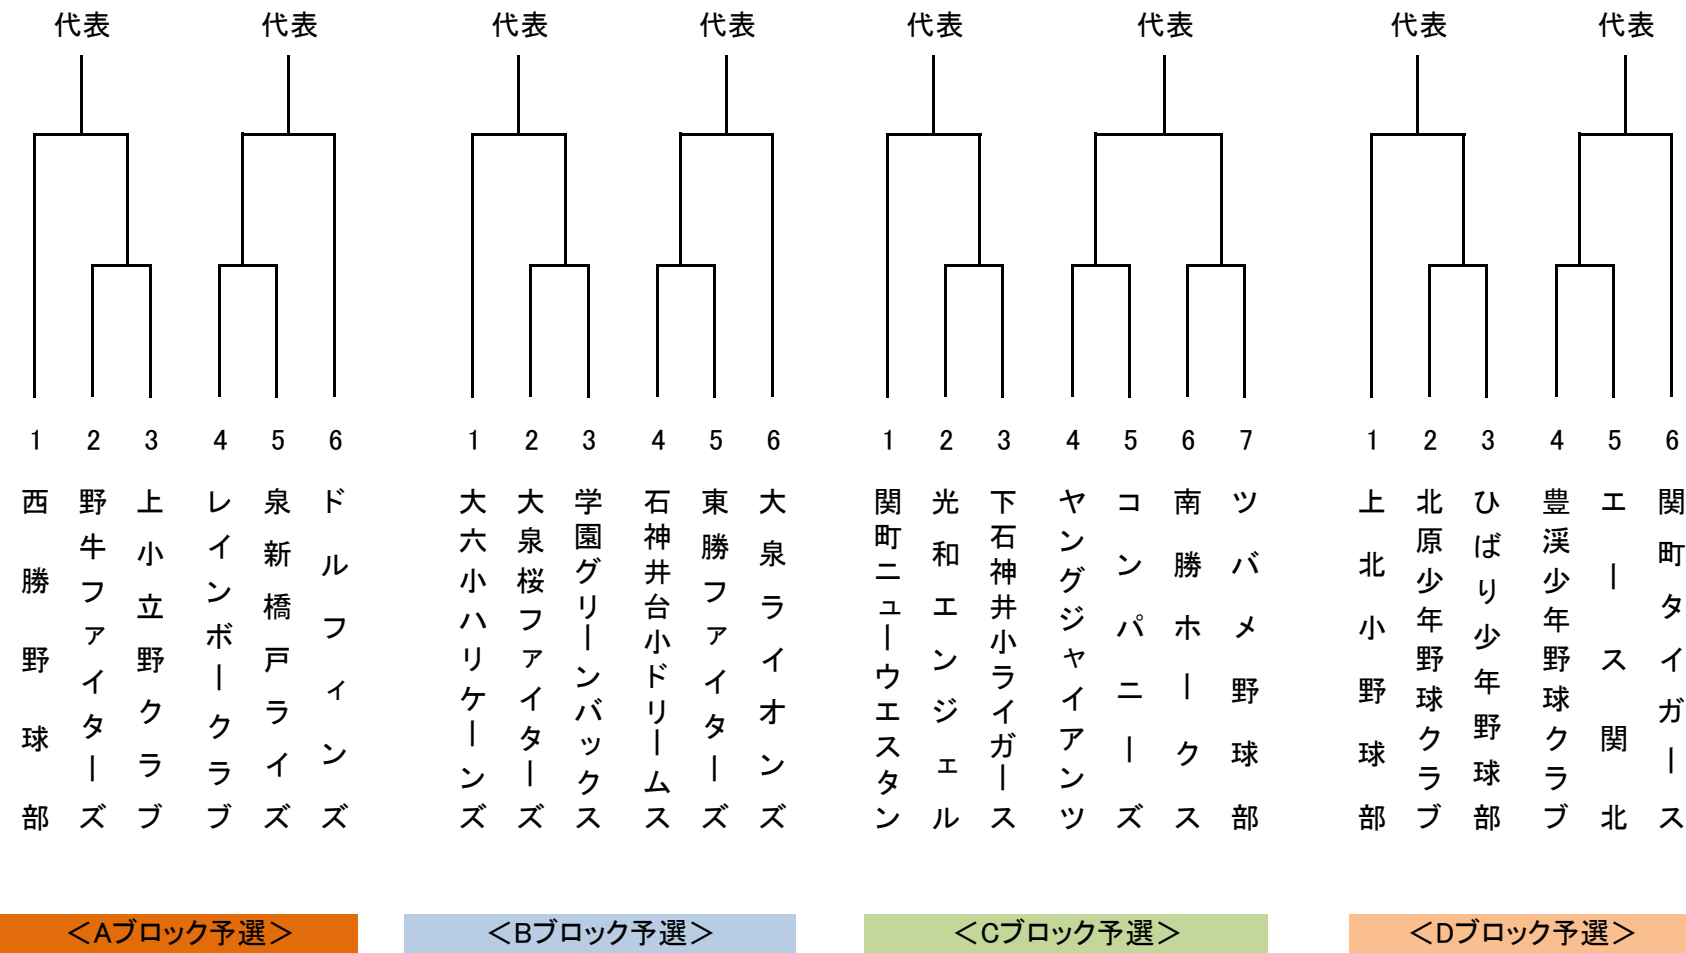 代表 代表 代表 代表 代表 代表 代表 代表
1 2 3 4 5 6 1 2 3 4 5 6 1 2 3 4 5 6 7 1 2 3 4 5 6
西勝野球部
野牛ファイターズ
上小立野クラブ
レインボークラブ
泉新橋戸ライズ
ドルフィンズ
大六小ハリケーンズ
大泉桜ファイターズ
学園グリーンバックス
石神井台小ドリームス
東勝ファイターズ
大泉ライオンズ
関町ニューウエスタン
光和エンジェル
下石神井小ライガース
ヤングジャイアンツ
コンパニーズ
南勝ホークス
ツバメ野球部
上北小野球部
北原少年野球クラブ
ひばり少年野球部
豊渓少年野球クラブ
エース関北
関町タイガース
＜Aブロック予選＞ ＜Bブロック予選＞ ＜Cブロック予選＞ ＜Dブロック予選＞